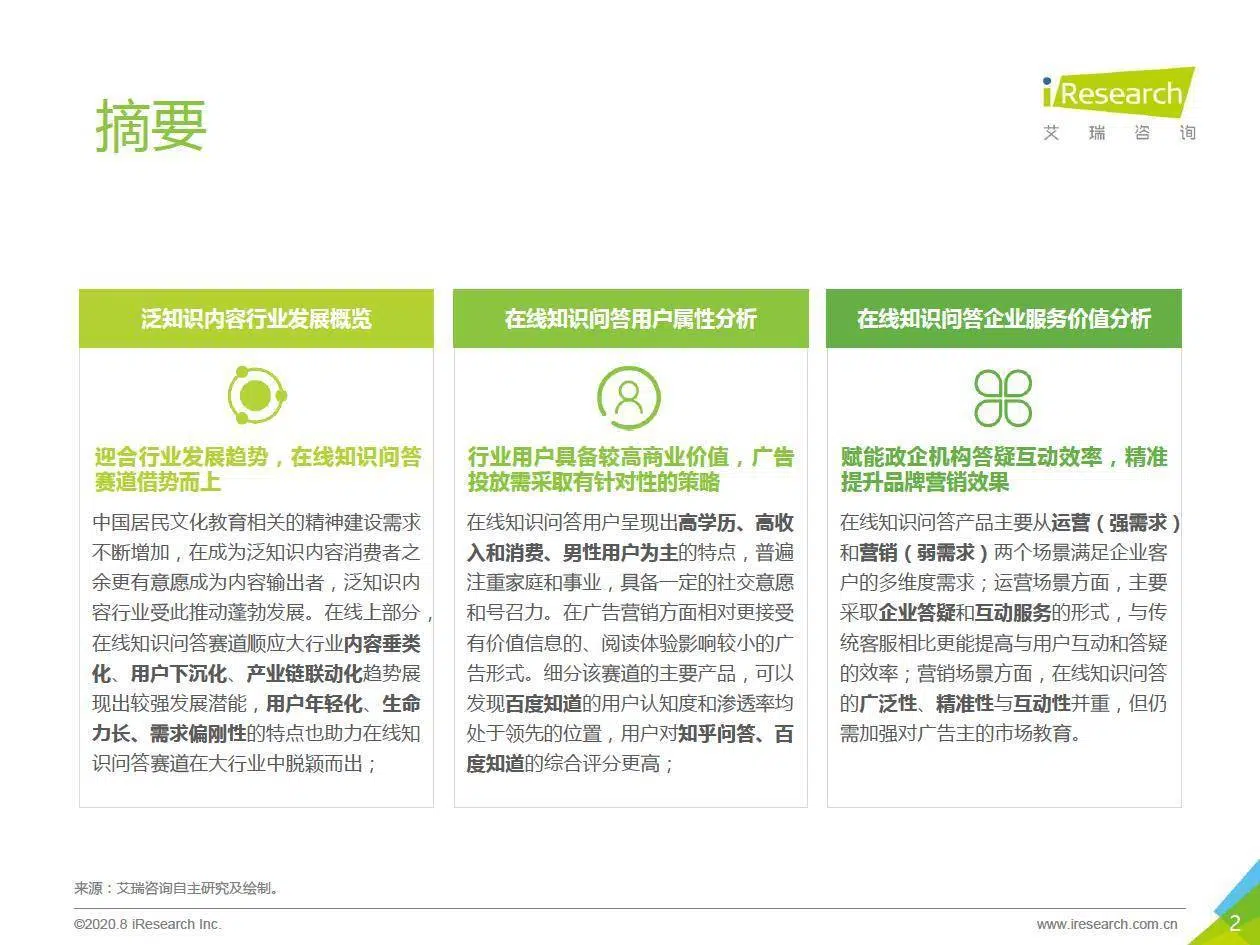 摘要
iResearch
艾瑞咨询
泛知识内容行业发展概览
迎合行业发展趋势，在线知识问答
赛道借势而上
中国居民文化教育相关的精神建设需求
不断增加，在成为泛知识内容消费者之
余更有意愿成为内容输出者，泛知识内
容行业受此推动蓬勃发展。在线上部分，
在线知识问答赛道顺应大行业内容垂类
化、用户下沉化、产业链联动化趋势展
现出较强发展潜能，用户年轻化、生命
力长、需求偏刚性的特点也助力在线知
识问答赛道在大行业中脱颖而出；
在线知识问答用户属性分析
行业用户具备较高商业价值，广告
投放需采取有针对性的策略
在线知识问答用户呈现出高学历、高收
入和消费、男性用户为主的特点，普遍
注重家庭和事业，具备一定的社交意愿
和号召力。在广告营销方面相对更接受
有价值信息的、阅读体验影响较小的广
告形式。细分该赛道的主要产品，可以
发现百度知道的用户认知度和渗透率均
处于领先的位置，用户对知乎问答、百
度知道的综合评分更高；
在线知识问答企业服务价值分析
赋能政企机构答疑互动效率，精准
提升品牌营销效果
在线知识问答产品主要从运营（强需求）
和营销（弱需求）两个场景满足企业客
户的多维度需求；运营场景方面，主要
采取企业答疑和互动服务的形式，与传
统客服相比更能提高与用户互动和答疑
的效率；营销场景方面，在线知识问答
的广泛性、精准性与互动性并重，但仍
需加强对广告主的市场教育。
来源：艾瑞咨询自主研究及绘制。
©2020.8 iResearch Inc.
www.iresearch.com.cn
2